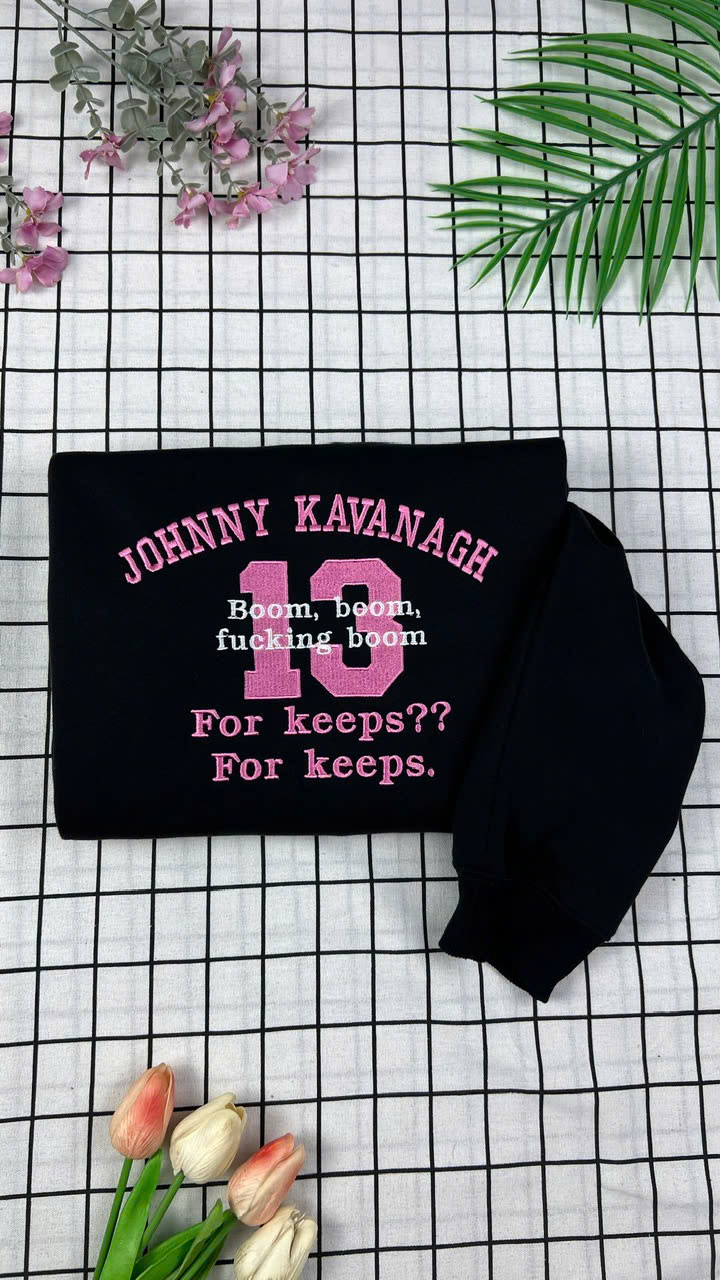 JOHNNY KAVANAGH
13
Boom, boom,
fucking boom
For keeps??
For keeps.